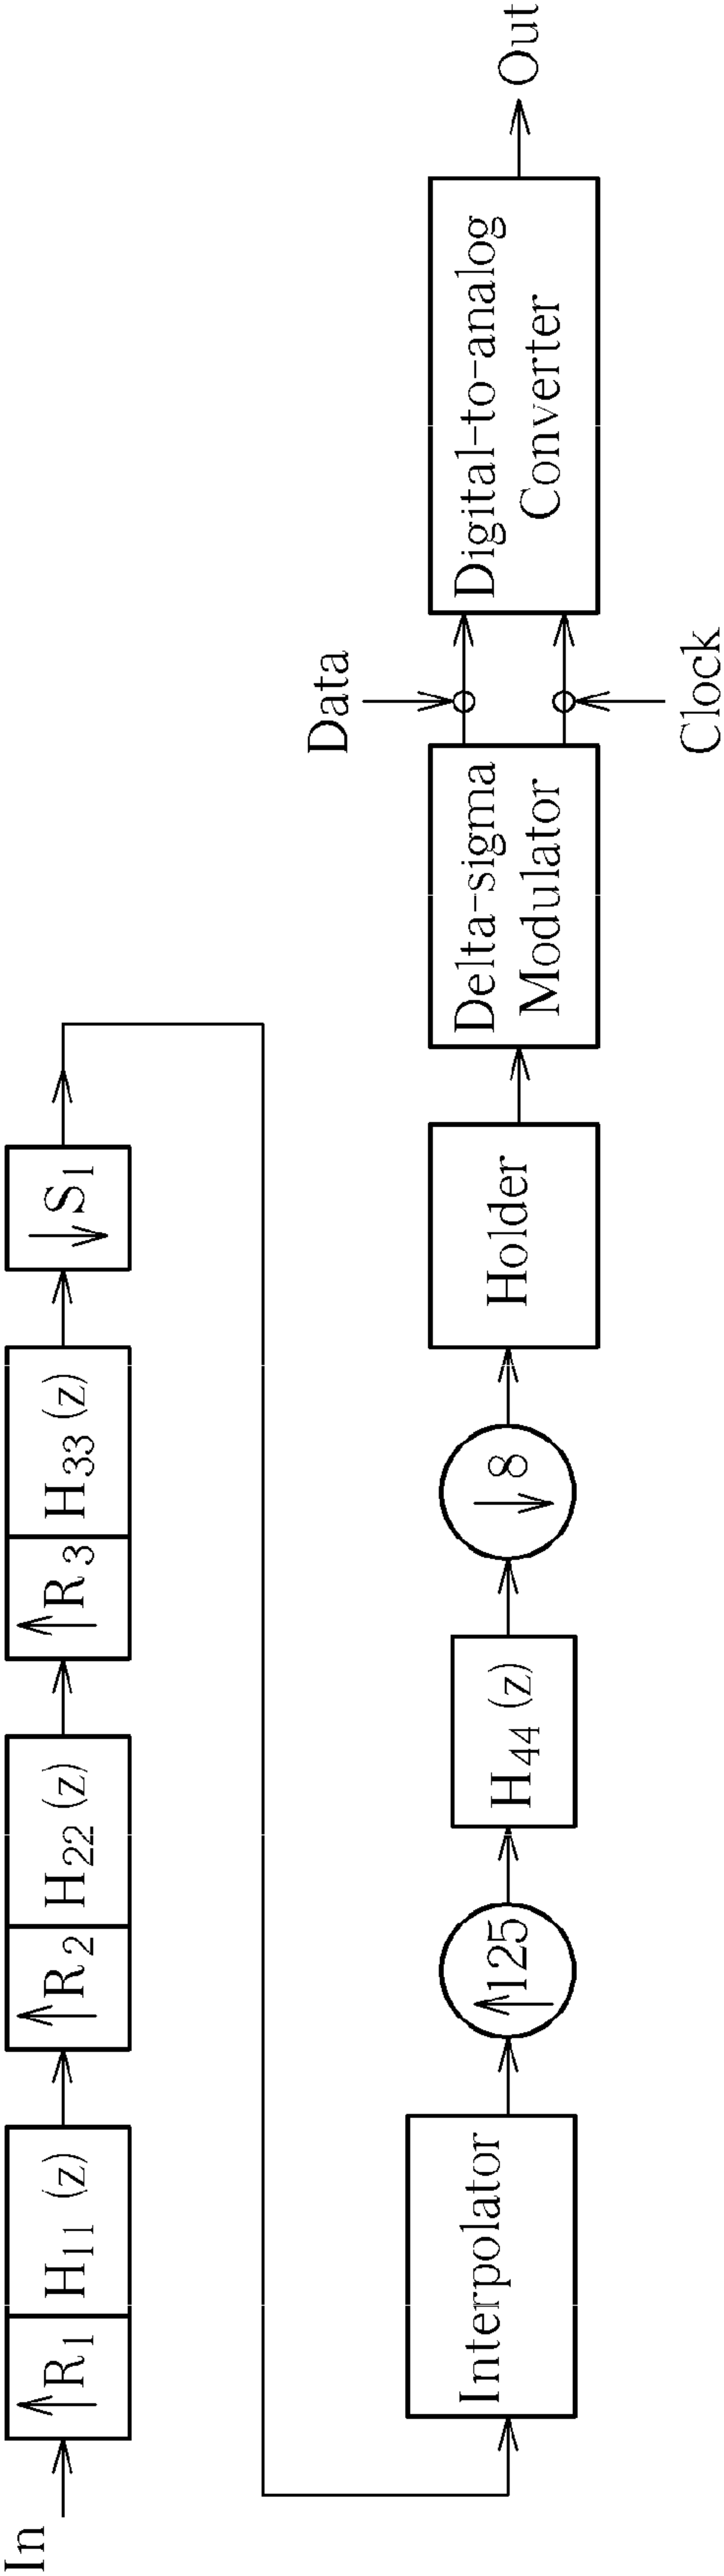 In
↑R₁
H₁₁(z)
↑R₂
H₂₂(z)
↑R₃
H₃₃(z)
↓S₁
Interpolator
↑125
H₄₄(z)
↓8
Holder
Delta-sigma
Modulator
Data
Clock
Digital-to-analog
Converter
Out